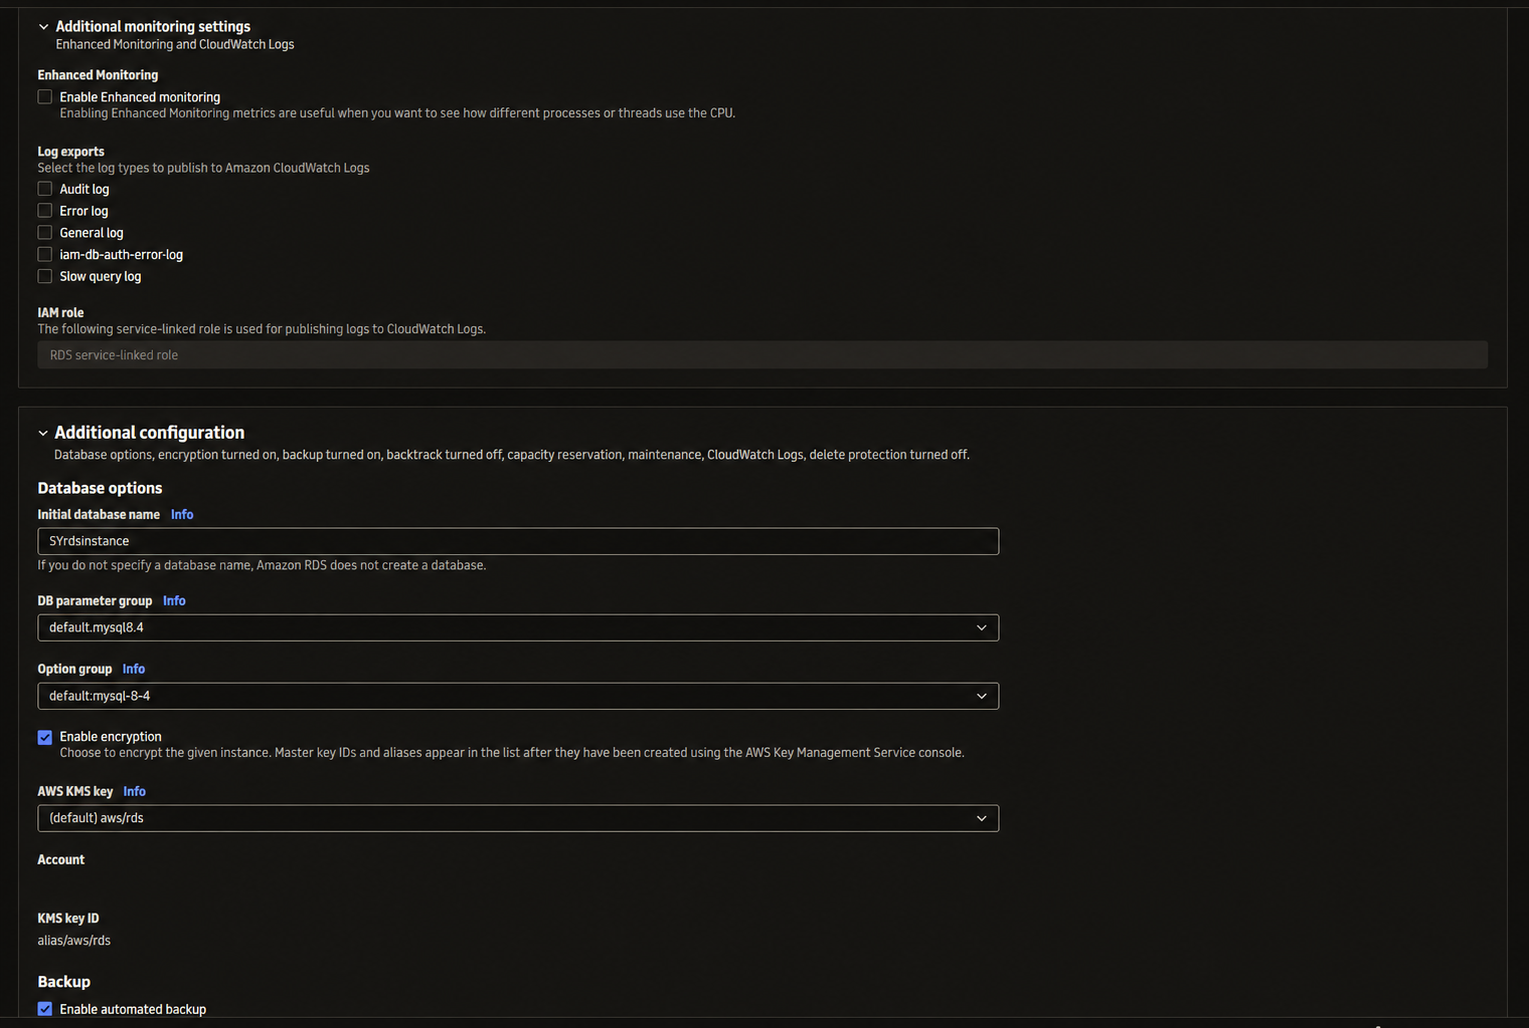 Additional monitoring settings
Enhanced Monitoring and CloudWatch Logs
Enhanced Monitoring
Enable Enhanced monitoring
Enabling Enhanced Monitoring metrics are useful when you want to see how different processes or threads use the CPU.
Log exports
Select the log types to publish to Amazon CloudWatch Logs
Audit log
Error log
General log
iam-db-auth-error-log
Slow query log
IAM role
The following service-linked role is used for publishing logs to CloudWatch Logs.
RDS service-linked role
Additional configuration
Database options, encryption turned on, backup turned on, backtrack turned off, capacity reservation, maintenance, CloudWatch Logs, delete protection turned off.
Database options
Initial database name Info
SYrdsinstance
If you do not specify a database name, Amazon RDS does not create a database.
DB parameter group Info
default.mysql8.4
Option group Info
default:mysql-8-4
Enable encryption
Choose to encrypt the given instance. Master key IDs and aliases appear in the list after they have been created using the AWS Key Management Service console.
AWS KMS key Info
(default) aws/rds
Account
KMS key ID
alias/aws/rds
Backup
Enable automated backup